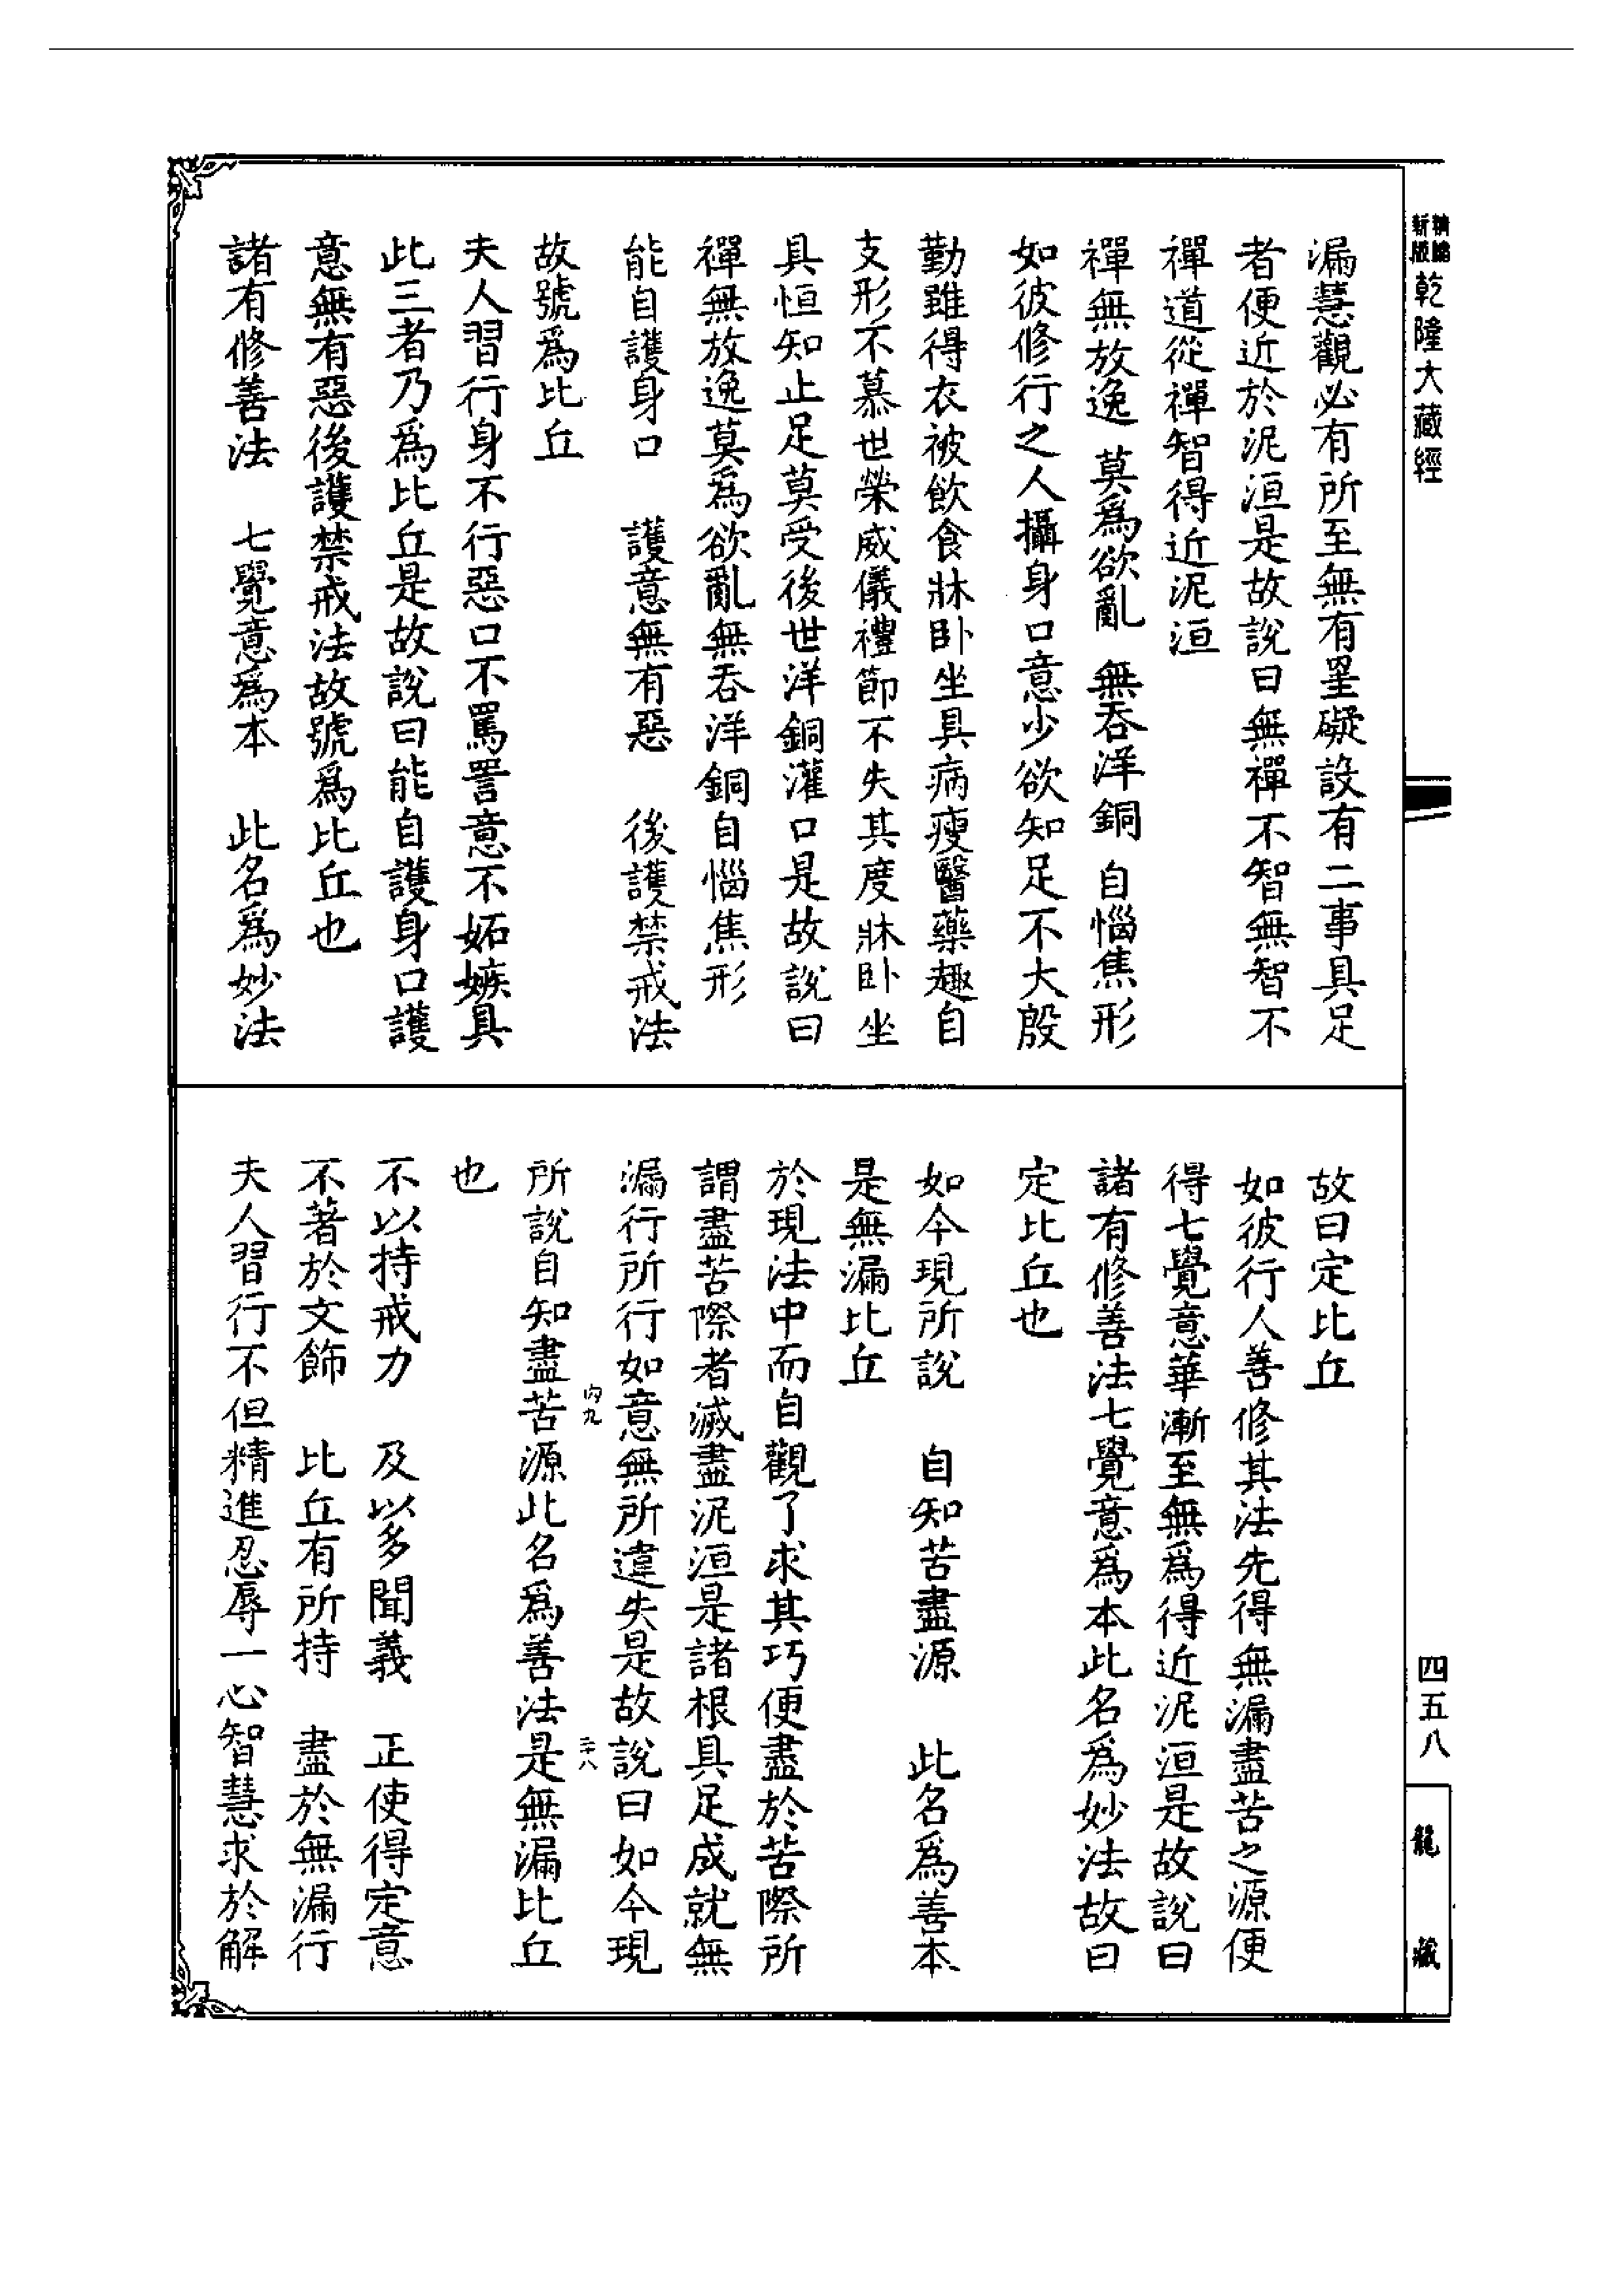 精編新版
乾隆大藏經
漏慧觀必有所至無有罣礙設有二事具足
者便近於泥洹是故說曰無禪不智無智不
禪道從禪智得近泥洹
禪無放逸 莫為欲亂 無吞洋銅 自惱焦形
如彼修行之人攝身口意少欲知足不大殷
勤雖得衣被飲食牀卧坐具病瘦醫藥趣自
支形不慕世榮威儀禮節不失其度牀卧坐
具恒知止足莫受後世洋銅灌口是故說曰
禪無放逸莫爲欲亂無吞洋銅自惱焦形
能自護身口 護意無有惡 後護禁戒法
故號爲比丘
夫人習行身不行惡口不罵詈意不妬嫉具
此三者乃爲比丘是故說曰能自護身口護
意無有惡後護禁戒法故號爲比丘也
諸有修善法 七覺意爲本 此名爲妙法
故曰定比丘
如彼行人善修其法先得無漏盡苦之源便
得七覺意華漸至無爲得近泥洹是故說曰
諸有修善法七覺意爲本此名爲妙法故曰
定比丘也
如今現所說 自知苦盡源 此名爲善本
是無漏比丘
於現法中而自觀了求其巧便盡於苦際所
謂盡苦際者滅盡泥洹是諸根具足成就無
漏行所行如意無所違失是故說曰如今現
內九
二十八
所說自知盡苦源此名爲善法是無漏比丘
也
不以持戒力 及以多聞義 正使得定意
不著於文飾 比丘有所持 盡於無漏行
夫人習行不但精進忍辱一心智慧求於解
四五八
龍藏